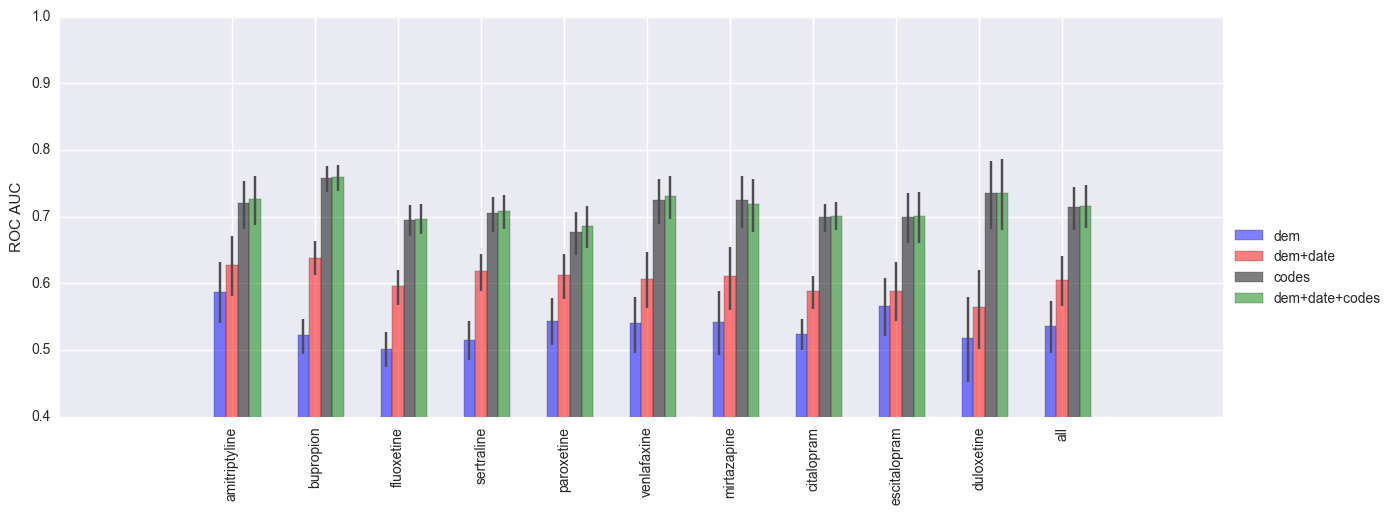 1.0
0.9
0.8
0.7
0.6
0.5
0.4
ROC AUC
amitriptyline
bupropion
fluoxetine
sertraline
paroxetine
venlafaxine
mirtazapine
citalopram
escitalopram
duloxetine
all
dem
dem+date
codes
dem+date+codes